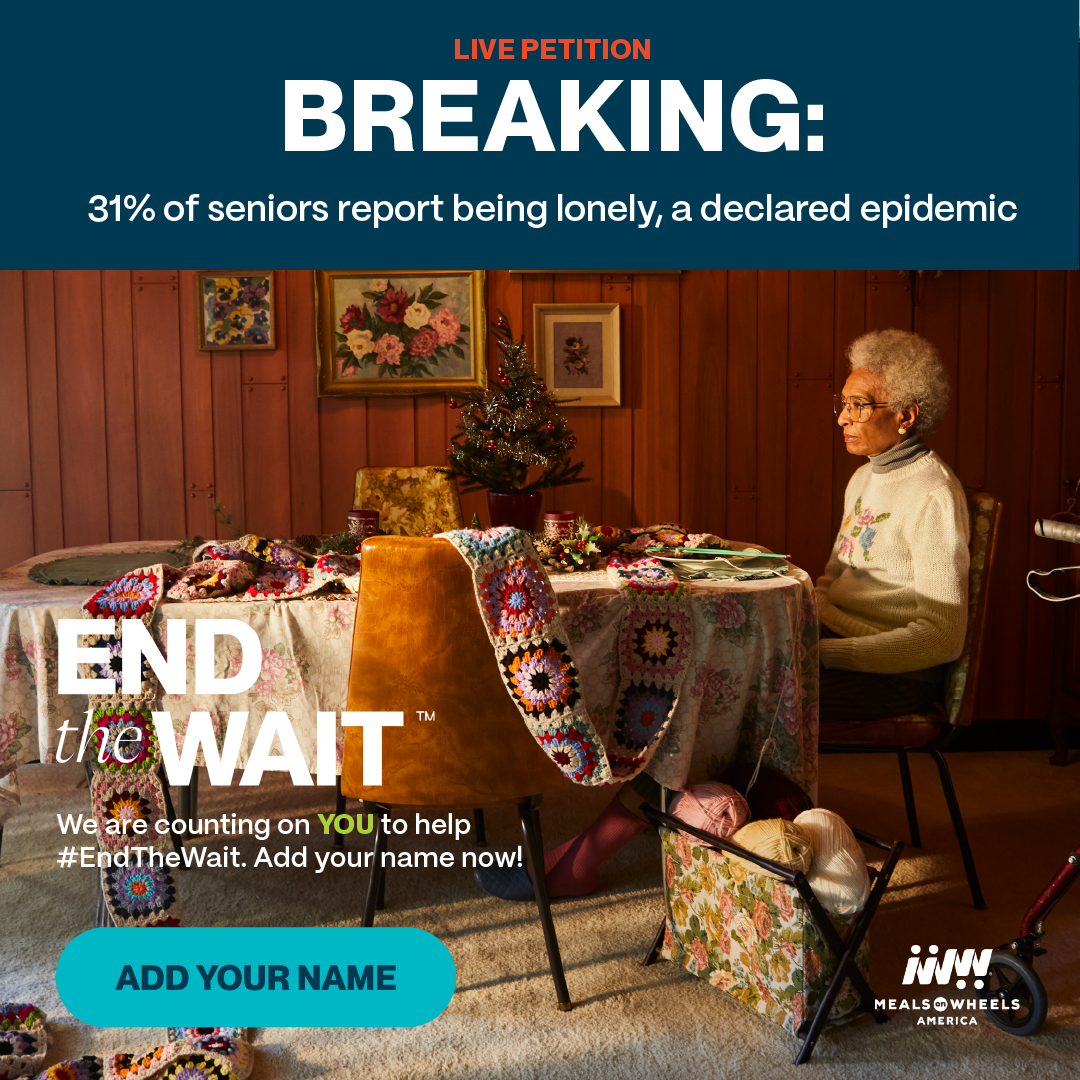 LIVE PETITION
BREAKING:
31% of seniors report being lonely, a declared epidemic
END
the WAIT™
We are counting on YOU to help
#EndTheWait. Add your name now!
ADD YOUR NAME
MEALS on WHEELS
AMERICA